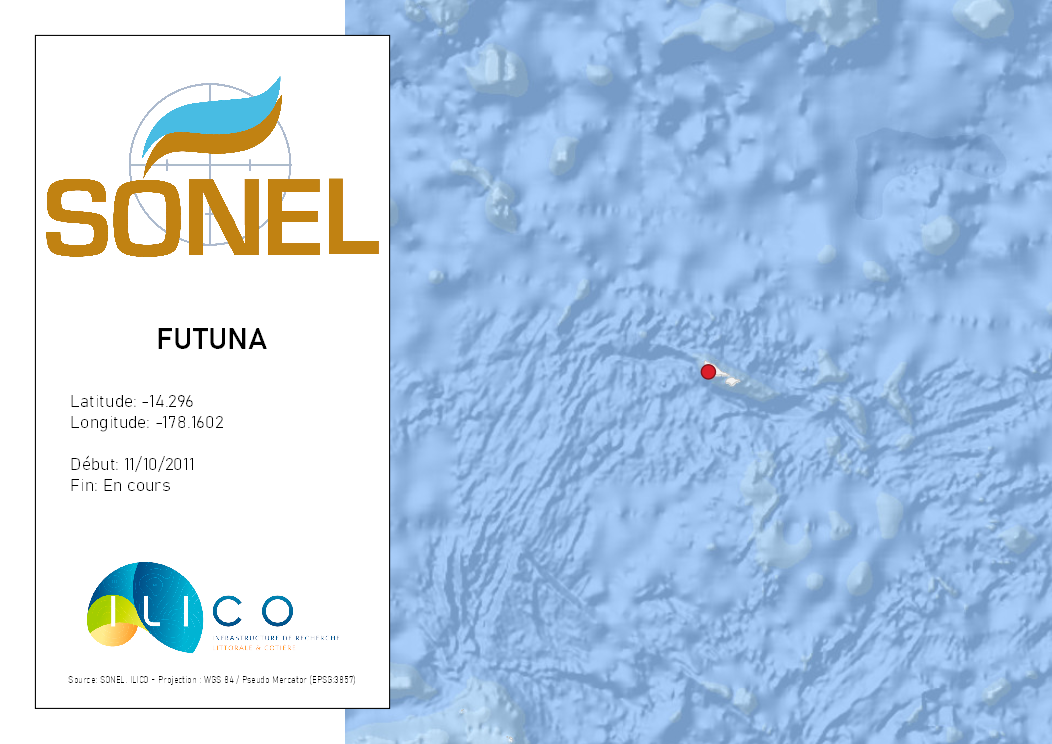 SONEL
FUTUNA
Latitude: -14.296
Longitude: -178.1602
Début: 11/10/2011
Fin: En cours
ILICO
INFRASTRUCTURE DE RECHERCHE
LITTORALE & COTIERE
Source: SONEL, ILICO - Projection : WGS 84 / Pseudo Mercator (EPSG:3857)